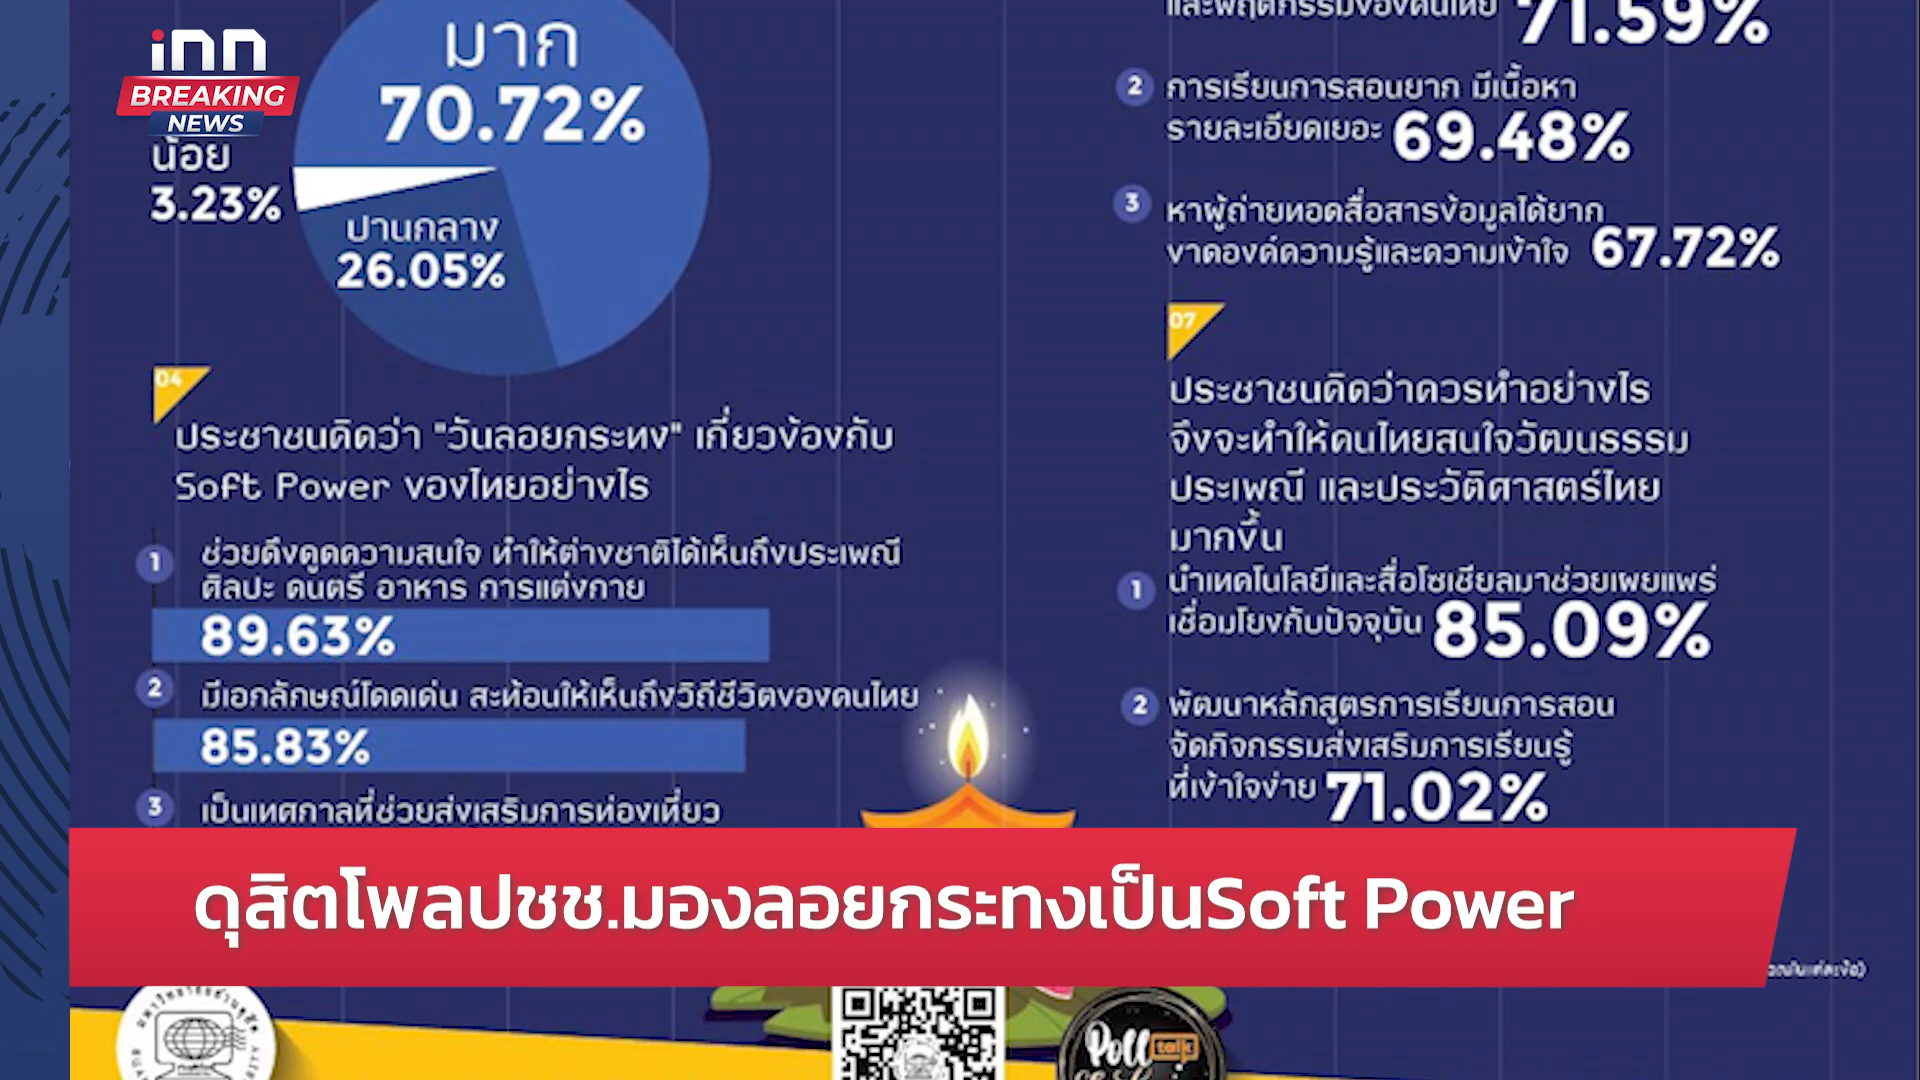 inn
BREAKING
NEWS
มาก
70.72%
น้อย
3.23%
ปานกลาง
26.05%
04
ประชาชนคิดว่า "วันลอยกระทง" เกี่ยวข้องกับ
Soft Power ของไทยอย่างไร
1 ช่วยดึงดูดความสนใจ ทำให้ต่างชาติได้เห็นถึงประเพณี
ศิลปะ ดนตรี อาหาร การแต่งกาย
89.63%
2 มีเอกลักษณ์โดดเด่น สะท้อนให้เห็นถึงวิถีชีวิตของคนไทย
85.83%
3 เป็นเทศกาลที่ช่วยส่งเสริมการท่องเที่ยว
และพฤติกรรมของคนไทย 71.59%
2 การเรียนการสอนยาก มีเนื้อหา
รายละเอียดเยอะ 69.48%
3 หาผู้ถ่ายทอดสื่อสารข้อมูลได้ยาก
ขาดองค์ความรู้และความเข้าใจ 67.72%
07
ประชาชนคิดว่าควรทำอย่างไร
จึงจะทำให้คนไทยสนใจวัฒนธรรม
ประเพณี และประวัติศาสตร์ไทย
มากขึ้น
1 นำเทคโนโลยีและสื่อโซเชียลมาช่วยเผยแพร่
เชื่อมโยงกับปัจจุบัน 85.09%
2 พัฒนาหลักสูตรการเรียนการสอน
จัดกิจกรรมส่งเสริมการเรียนรู้
ที่เข้าใจง่าย 71.02%
ดุสิตโพลปชช.มองลอยกระทงเป็นSoft Power
Poll
talk